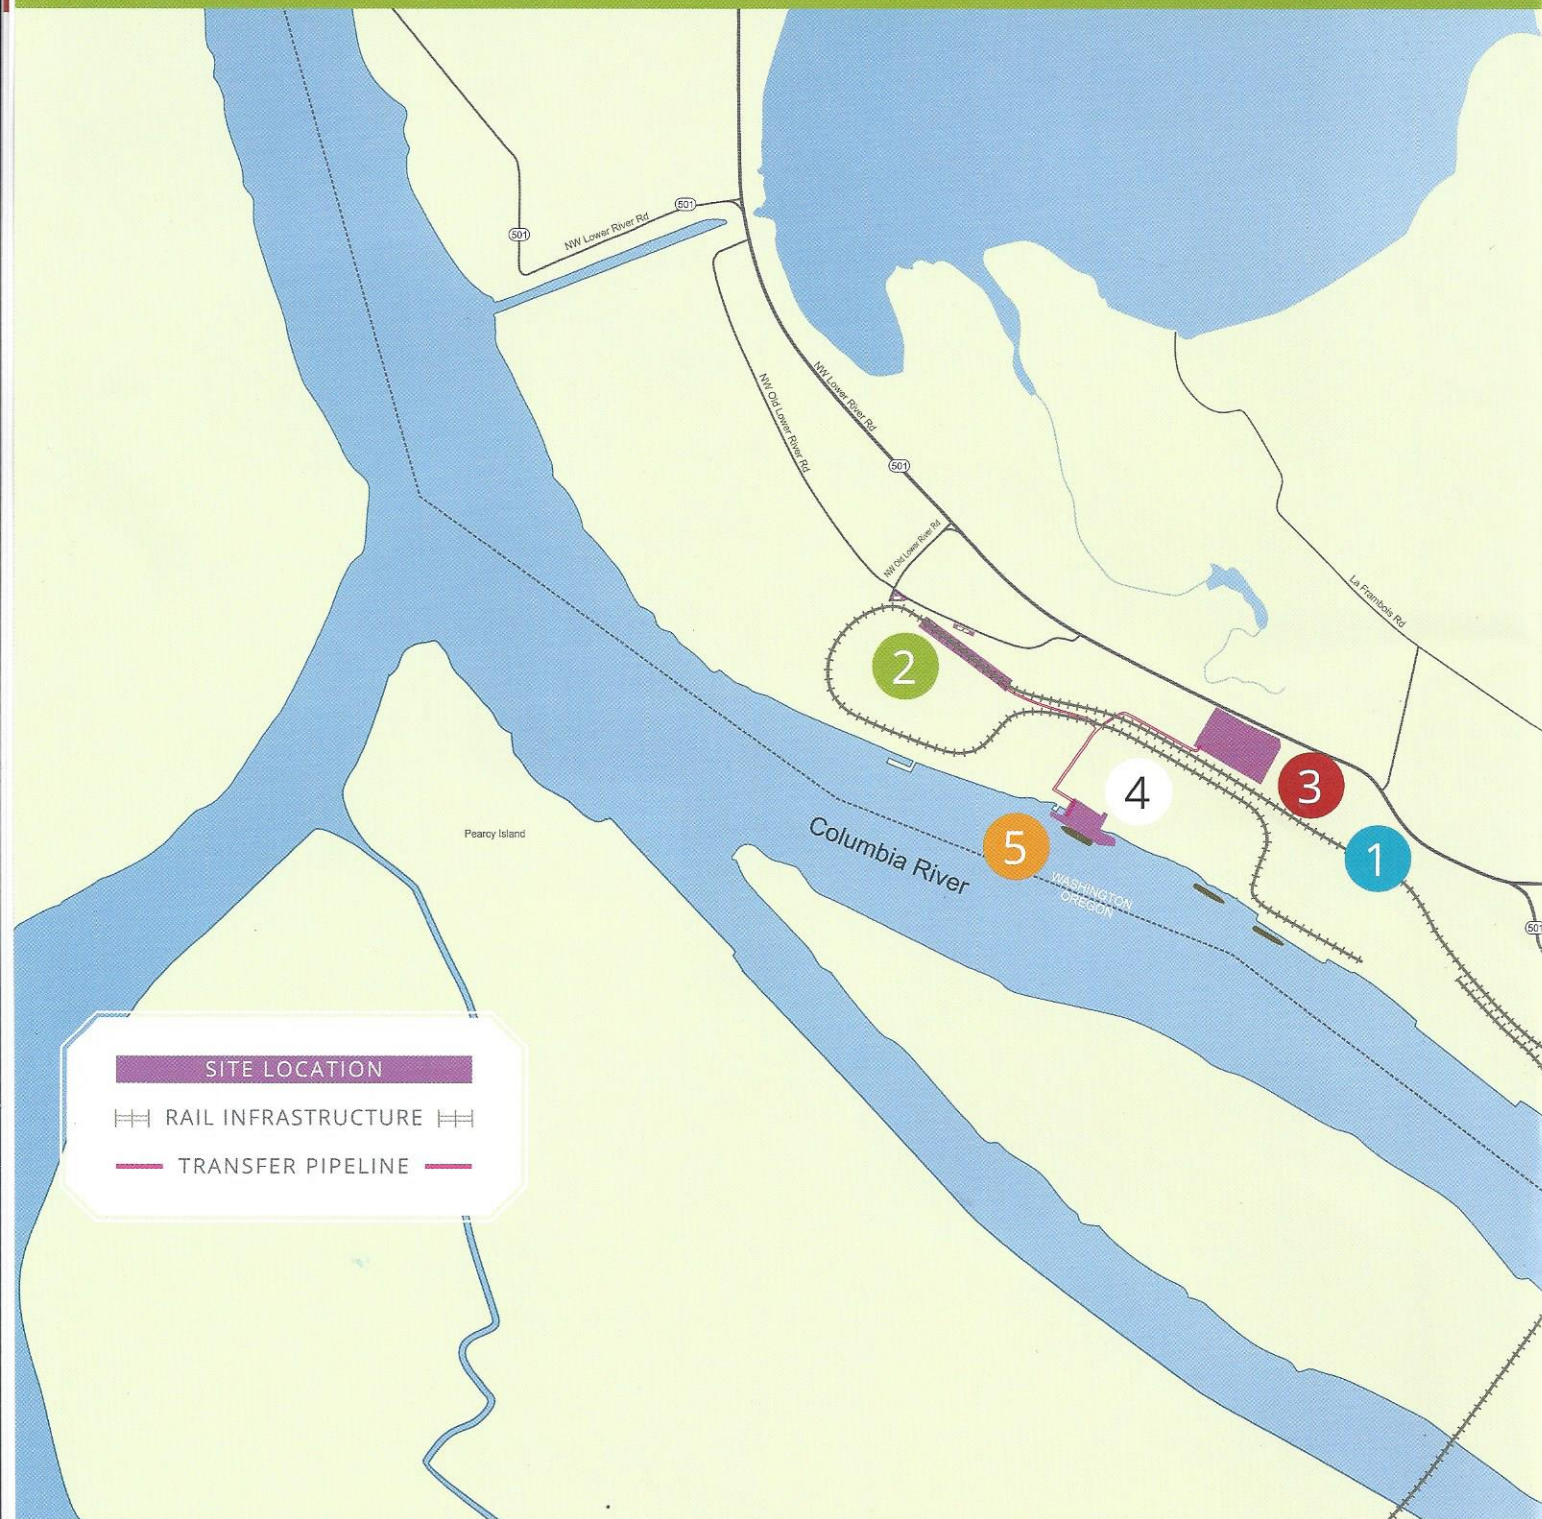 501
501
NW Lower River Rd
NW Old Lower River Rd
NW Lower River Rd
501
NW Old Lower River Rd
La Frambois Rd
2
3
4
1
5
Pearcy Island
Columbia River
WASHINGTON
OREGON
501
SITE LOCATION
RAIL INFRASTRUCTURE
TRANSFER PIPELINE